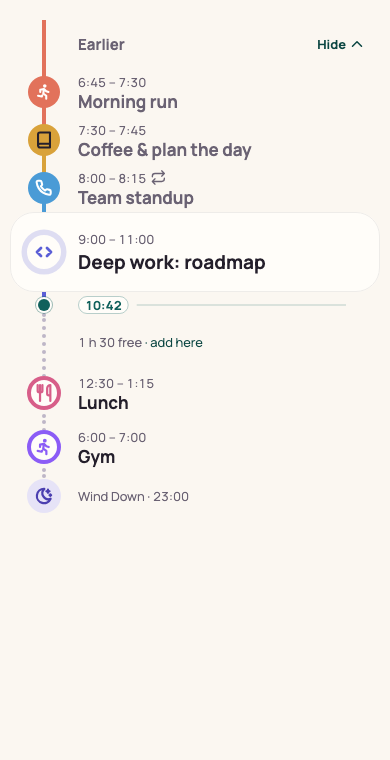 Earlier
Hide
6:45 – 7:30
Morning run
7:30 – 7:45
Coffee & plan the day
8:00 – 8:15
Team standup
9:00 – 11:00
Deep work: roadmap
10:42
1 h 30 free · add here
12:30 – 1:15
Lunch
6:00 – 7:00
Gym
Wind Down · 23:00